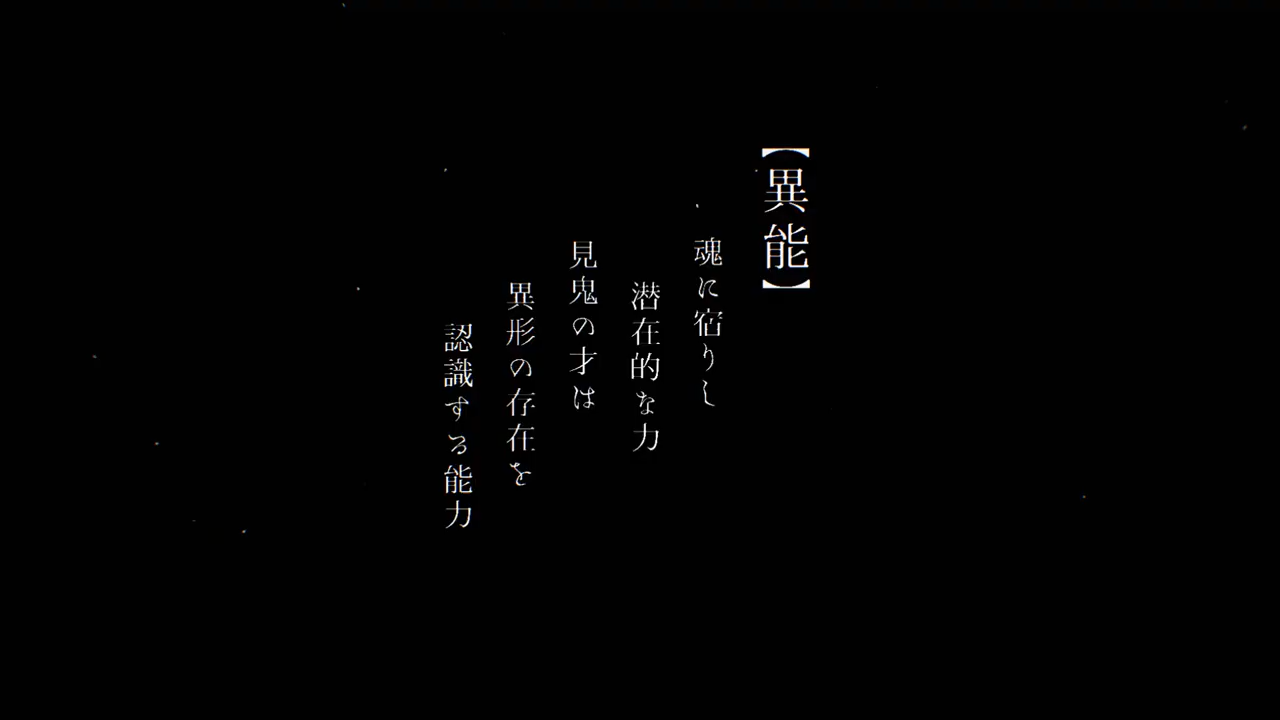 【異能】
魂に宿りし
潜在的な力
見鬼の才は
異形の存在を
認識する能力